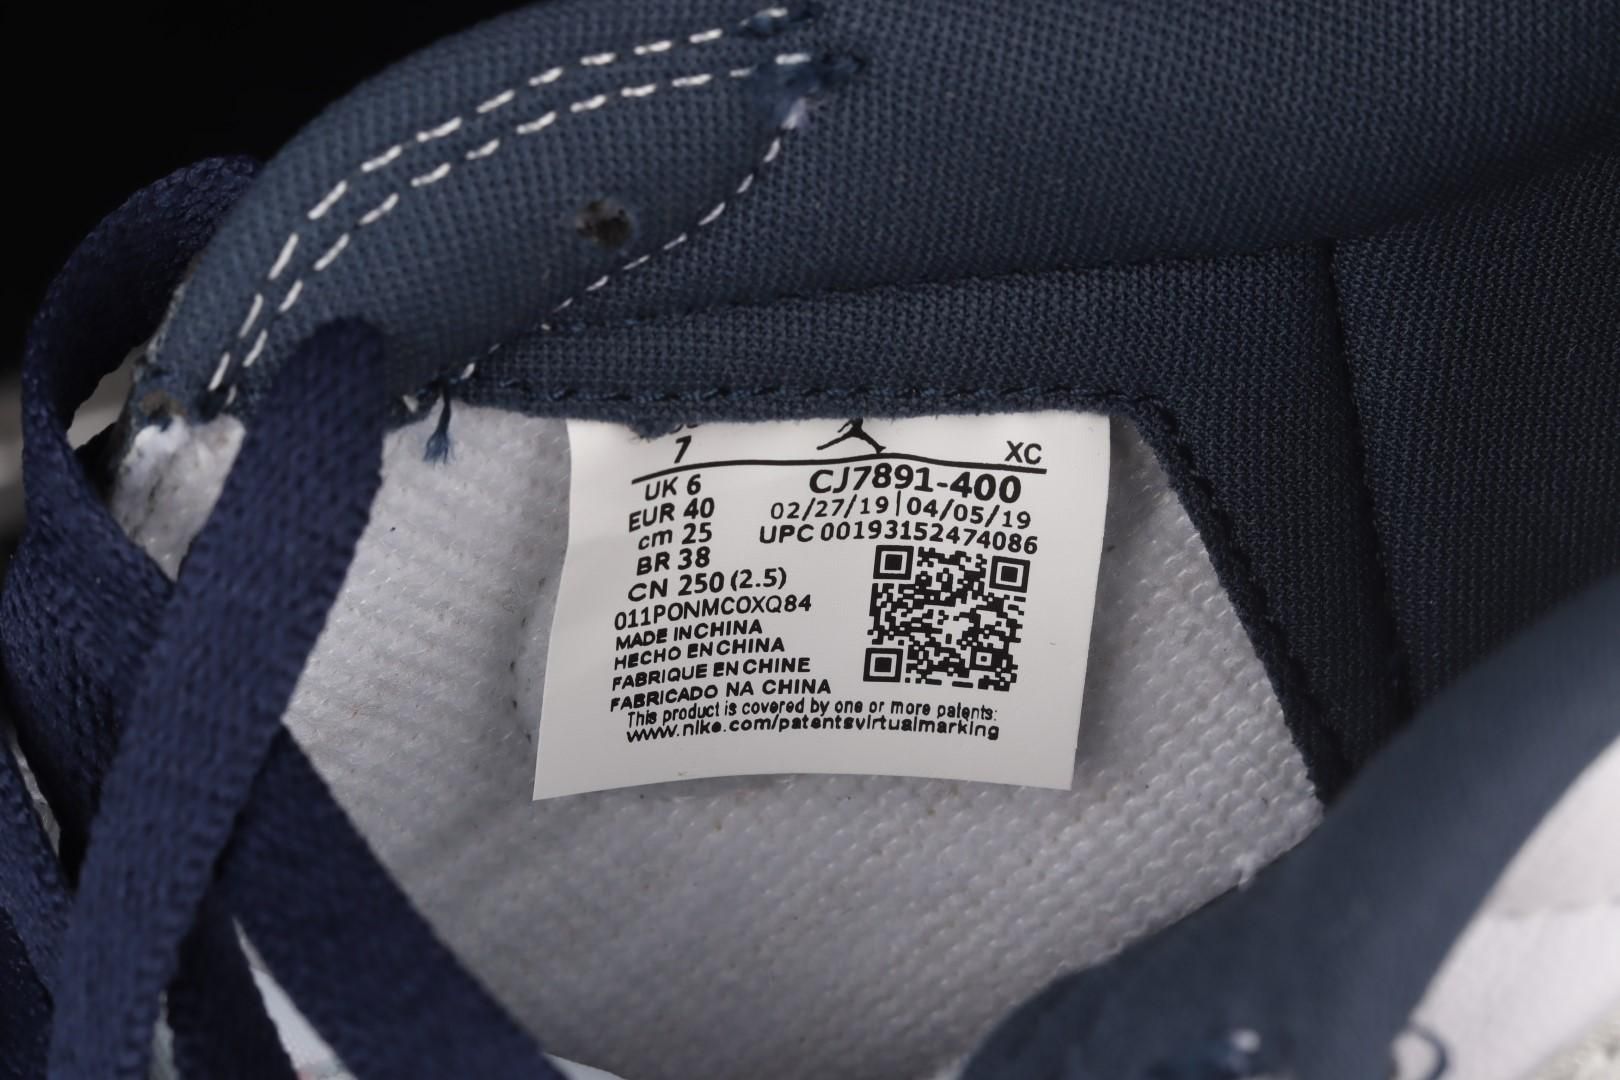 7
XC
UK 6
EUR 40
cm 25
BR 38
CN 250 (2.5)
CJ7891-400
02/27/19|04/05/19
UPC 00193152474086
011PONMCOXQ84
MADE IN CHINA
HECHO EN CHINA
FABRIQUE EN CHINE
FABRICADO NA CHINA
This product is covered by one or more patents:
www.nike.com/patentsvirtualmarking